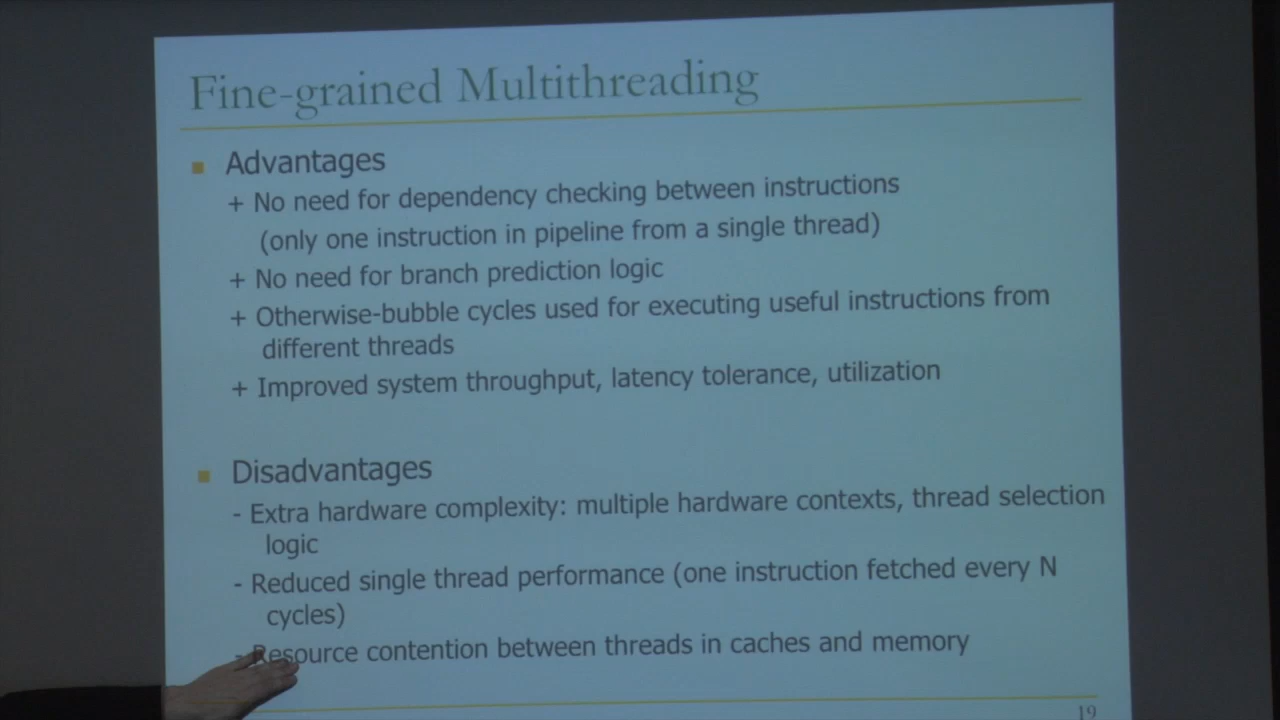 Fine-grained Multithreading
■ Advantages
+ No need for dependency checking between instructions
(only one instruction in pipeline from a single thread)
+ No need for branch prediction logic
+ Otherwise-bubble cycles used for executing useful instructions from
different threads
+ Improved system throughput, latency tolerance, utilization
■ Disadvantages
- Extra hardware complexity: multiple hardware contexts, thread selection
logic
- Reduced single thread performance (one instruction fetched every N
cycles)
- Resource contention between threads in caches and memory
19